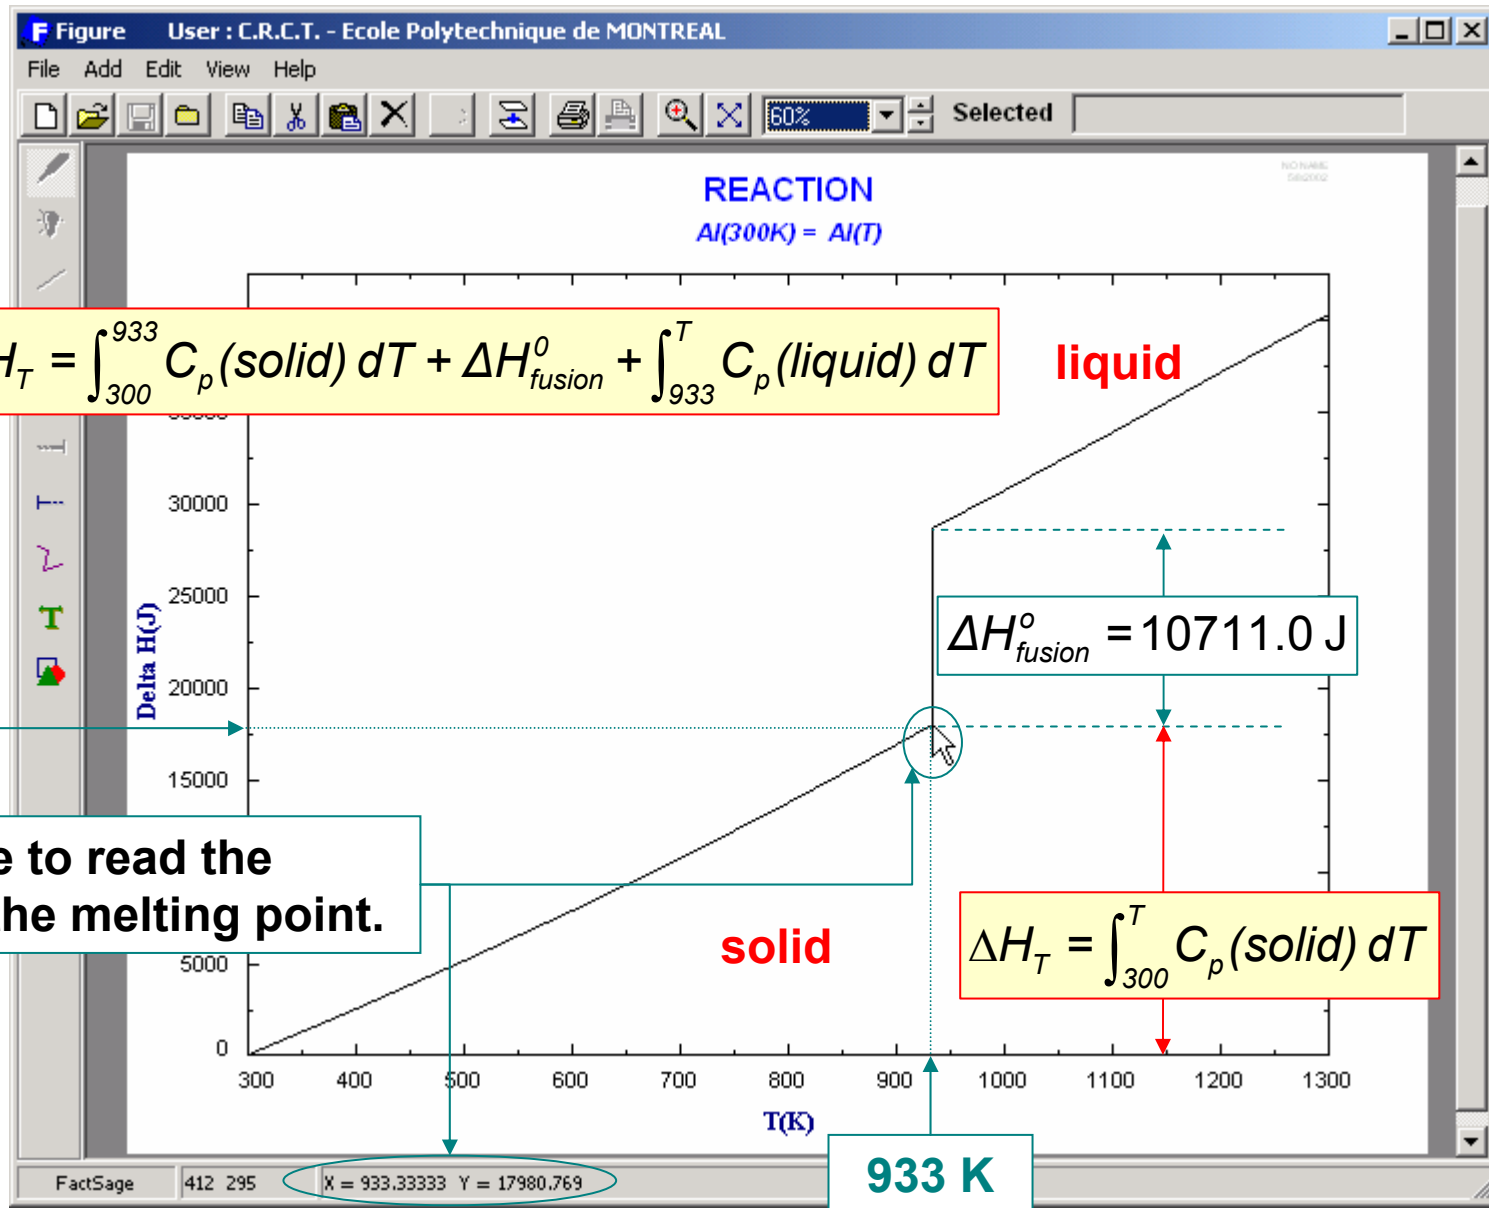 Figure User : C.R.C.T. - Ecole Polytechnique de MONTREAL
File Add Edit View Help
60% Selected
NO NAME
REACTION
Al(300K) = Al(T)
H_T = ∫_300^933 C_p (solid) dT + ΔH^0_fusion + ∫_933^T C_p (liquid) dT
liquid
30000
25000
ΔH^o_fusion = 10711.0 J
Delta H(J)
20000
15000
e to read the
he melting point.
solid
ΔH_T = ∫_300^T C_p (solid) dT
5000
0
300 400 500 600 700 800 900 1000 1100 1200 1300
T(K)
933 K
FactSage 412 295 X = 933.33333 Y = 17980.769